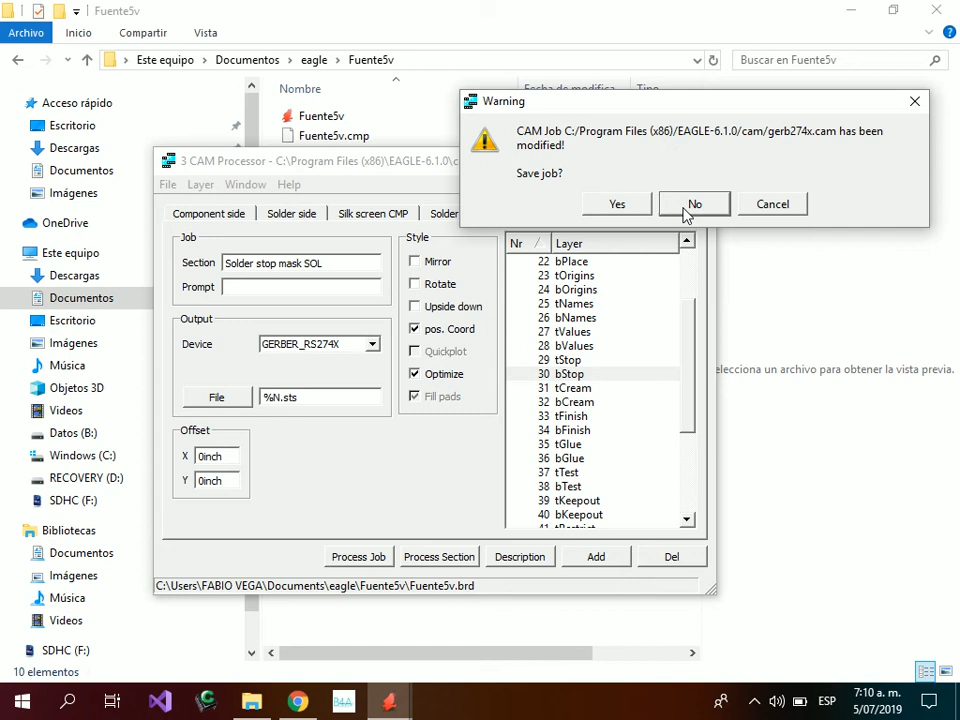 Archivo Inicio Compartir Vista
Este equipo Documentos eagle Fuente5v
Buscar en Fuente5v
Acceso rápido
Escritorio
Descargas
Documentos
Imágenes
OneDrive
Este equipo
Descargas
Documentos
Escritorio
Imágenes
Música
Objetos 3D
Videos
Datos (B:)
Windows (C:)
RECOVERY (D:)
SDHC (F:)
Bibliotecas
Documentos
Imágenes
Música
Videos
SDHC (F:)
10 elementos
Nombre Fecha de modifica... Tipo
Fuente5v
Fuente5v.cmp
Warning
CAM Job C:/Program Files (x86)/EAGLE-6.1.0/cam/gerb274x.cam has been
modified!
Save job?
Yes No Cancel
3 CAM Processor - C:\Program Files (x86)\EAGLE-6.1.0\
File Layer Window Help
Component side Solder side Silk screen CMP Solder
Job
Section Solder stop mask SOL
Prompt
Output
Device GERBER_RS274X
File %N.sts
Offset
X 0inch
Y 0inch
Style
Mirror
Rotate
Upside down
pos. Coord
Quickplot
Optimize
Fill pads
Nr Layer
22 bPlace
23 tOrigins
24 bOrigins
25 tNames
26 bNames
27 tValues
28 bValues
29 tStop
30 bStop
31 tCream
32 bCream
33 tFinish
34 bFinish
35 tGlue
36 bGlue
37 tTest
38 bTest
39 tKeepout
40 bKeepout
41 tRestrict
Process Job Process Section Description Add Del
C:\Users\FABIO VEGA\Documents\eagle\Fuente5v\Fuente5v.brd
elecciona un archivo para obtener la vista previa.
B4A
ESP
7:10 a. m.
5/07/2019